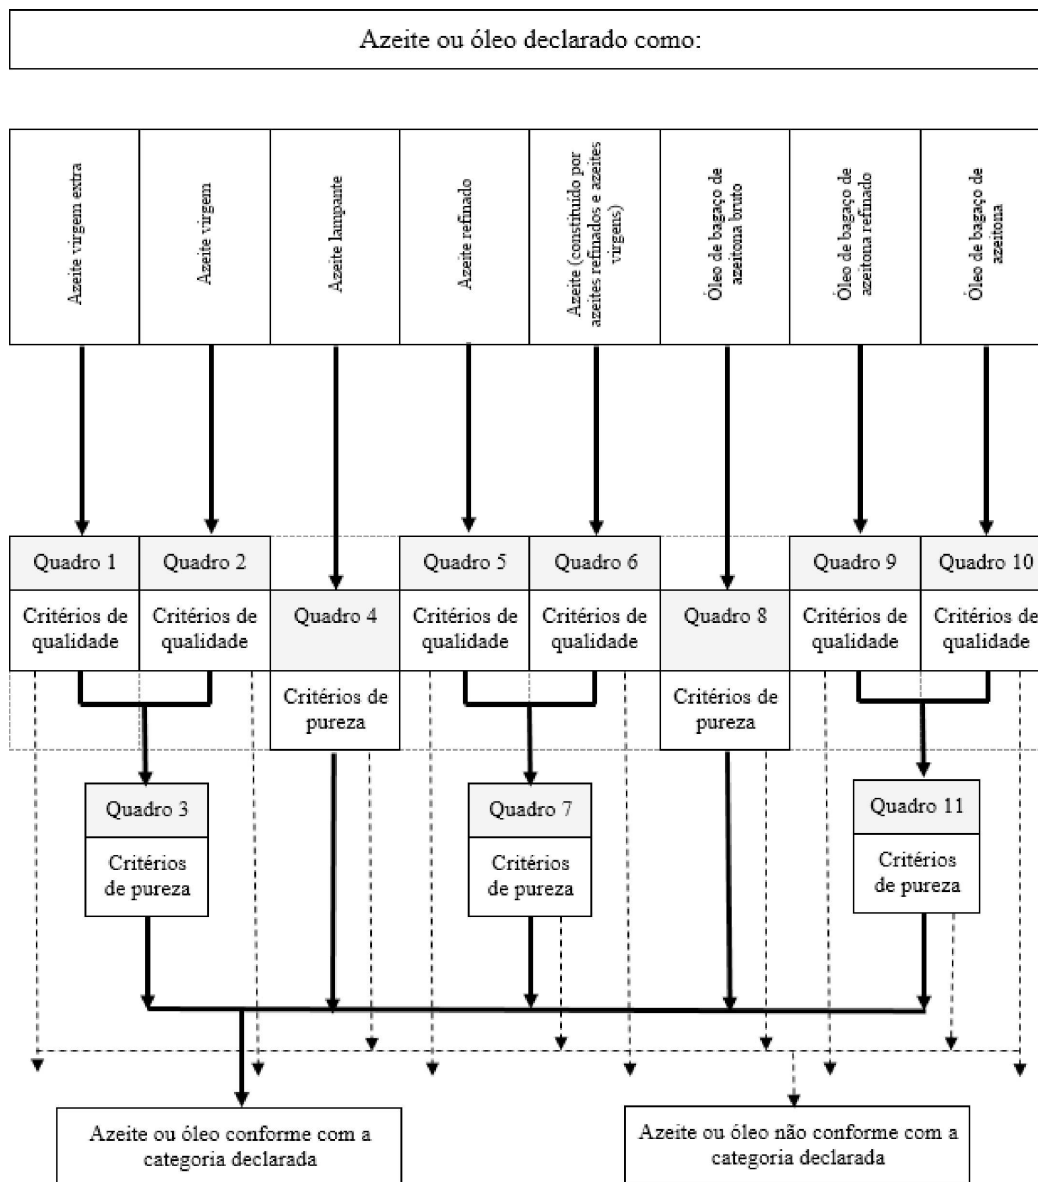 Azeite ou óleo declarado como:
Azeite virgem extra
Azeite virgem
Azeite lampante
Azeite refinado
Azeite (constituído por
azeites refinados e azeites
virgens)
Óleo de bagaço de
azeitona bruto
Óleo de bagaço de
azeitona refinado
Óleo de bagaço de
azeitona
Quadro 1
Critérios de
qualidade
Quadro 2
Critérios de
qualidade
Quadro 4
Critérios de
pureza
Quadro 5
Critérios de
qualidade
Quadro 6
Critérios de
qualidade
Quadro 8
Critérios de
pureza
Quadro 9
Critérios de
qualidade
Quadro 10
Critérios de
qualidade
Quadro 3
Critérios
de pureza
Quadro 7
Critérios
de pureza
Quadro 11
Critérios
de pureza
Azeite ou óleo conforme com a
categoria declarada
Azeite ou óleo não conforme com a
categoria declarada